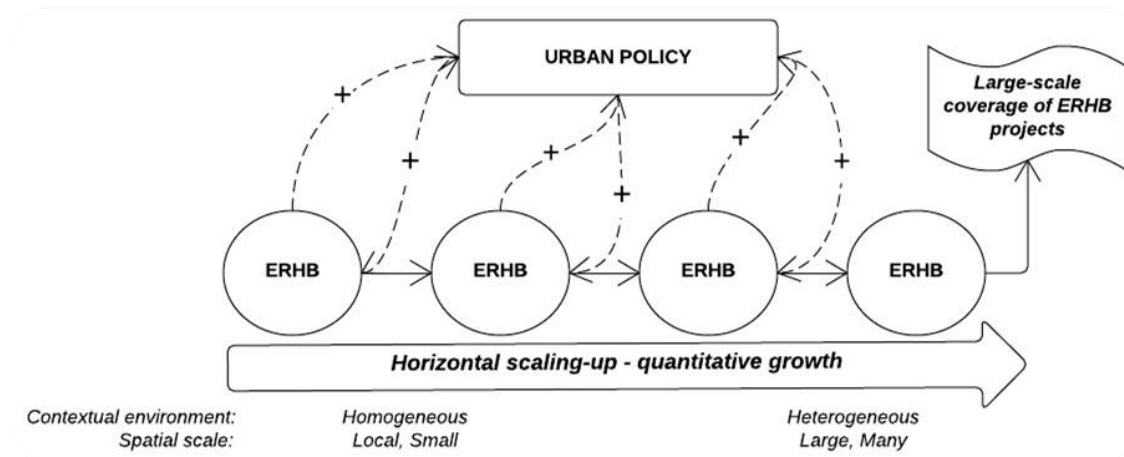 URBAN POLICY
Large-scale
coverage of ERHB
projects
+
+
+
+
+
+
ERHB
ERHB
ERHB
ERHB
Horizontal scaling-up - quantitative growth
Contextual environment: Homogeneous Heterogeneous
Spatial scale: Local, Small Large, Many